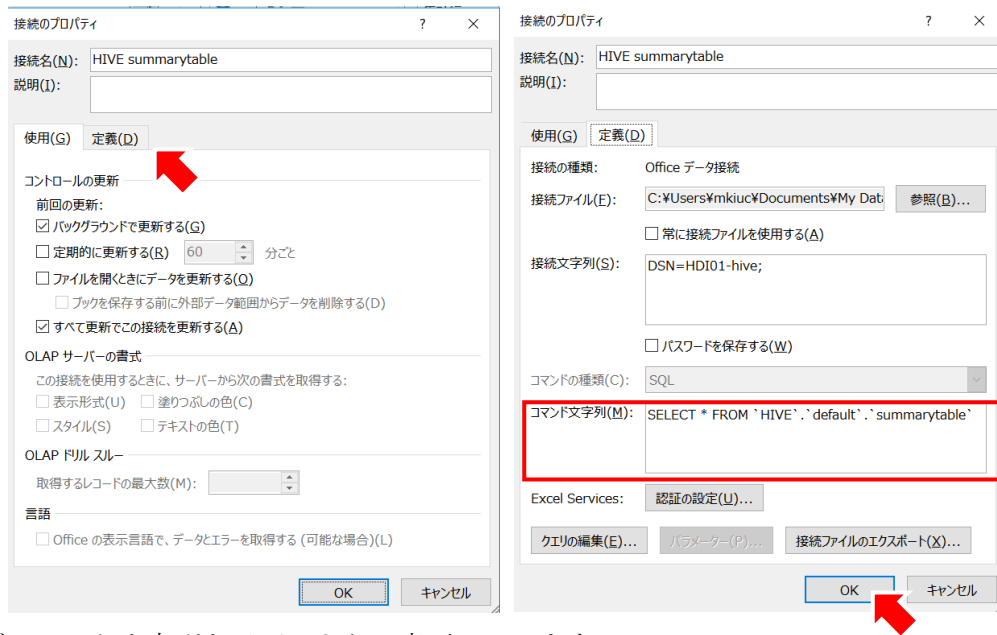 接続のプロパティ ? ×
接続名(N): HIVE summarytable
説明(I):
使用(G) 定義(D)
コントロールの更新
前回の更新:
バックグラウンドで更新する(G)
定期的に更新する(R) 60 分ごと
ファイルを開くときにデータを更新する(O)
ブックを保存する前に外部データ範囲からデータを削除する(D)
すべて更新でこの接続を更新する(A)
OLAP サーバーの書式
この接続を使用するときに、サーバーから次の書式を取得する:
表示形式(U) 塗りつぶしの色(C)
スタイル(S) テキストの色(T)
OLAP ドリル スルー
取得するレコードの最大数(M):
言語
Office の表示言語で、データとエラーを取得する (可能な場合)(L)
OK キャンセル
接続のプロパティ ? ×
接続名(N): HIVE summarytable
説明(I):
使用(G) 定義(D)
接続の種類: Office データ接続
接続ファイル(F): C:¥Users¥mkiuc¥Documents¥My Data 参照(B)...
常に接続ファイルを使用する(A)
接続文字列(S): DSN=HDI01-hive;
パスワードを保存する(W)
コマンドの種類(C): SQL
コマンド文字列(M): SELECT * FROM `HIVE`.`default`.`summarytable`
Excel Services: 認証の設定(U)...
クエリの編集(E)... パラメーター(P)... 接続ファイルのエクスポート(X)...
OK キャンセル